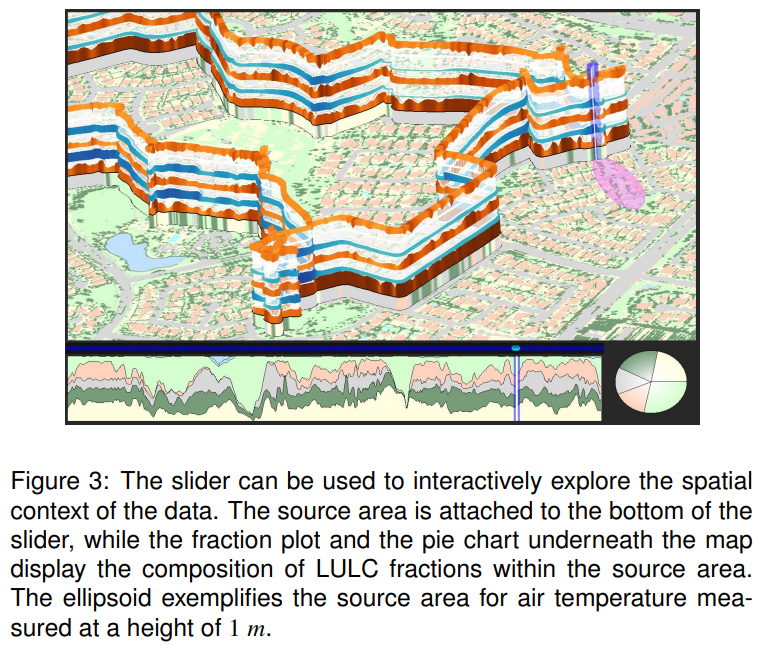 Figure 3: The slider can be used to interactively explore the spatial
context of the data. The source area is attached to the bottom of the
slider, while the fraction plot and the pie chart underneath the map
display the composition of LULC fractions within the source area.
The ellipsoid exemplifies the source area for air temperature mea-
sured at a height of 1 m.